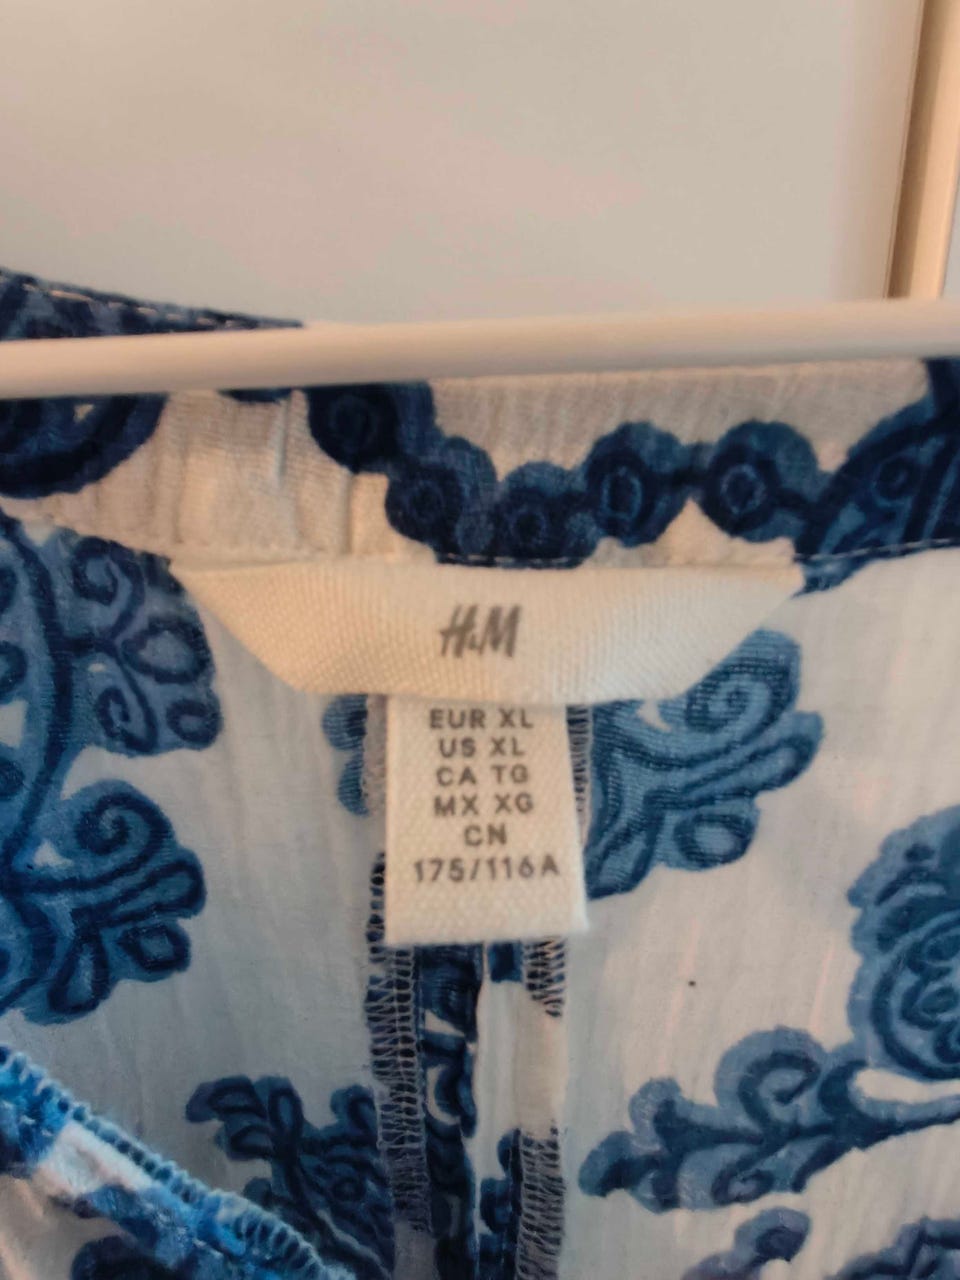 H&M
EUR XL
US XL
CA TG
MX XG
CN
175/116A